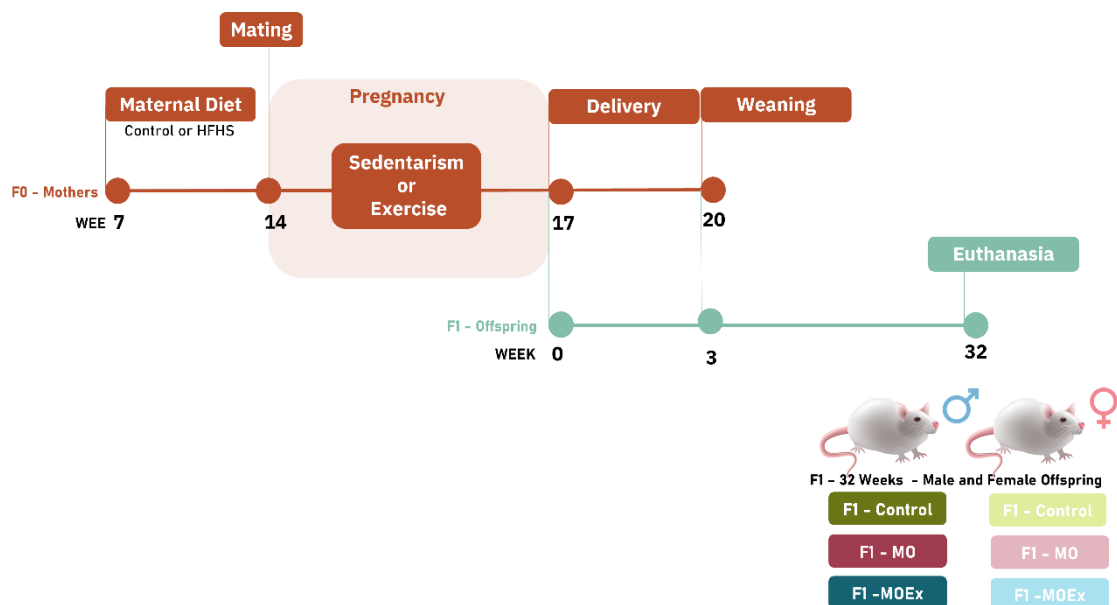 Mating
Maternal Diet
Control or HFHS
Pregnancy
Delivery
Weaning
Sedentarism
or
Exercise
F0 - Mothers
WEE 7
14
17
20
Euthanasia
F1 - Offspring
WEEK 0
3
32
♂ ♀
F1 - 32 Weeks - Male and Female Offspring
F1 - Control
F1 - Control
F1 - MO
F1 - MO
F1 -MOEx
F1 -MOEx